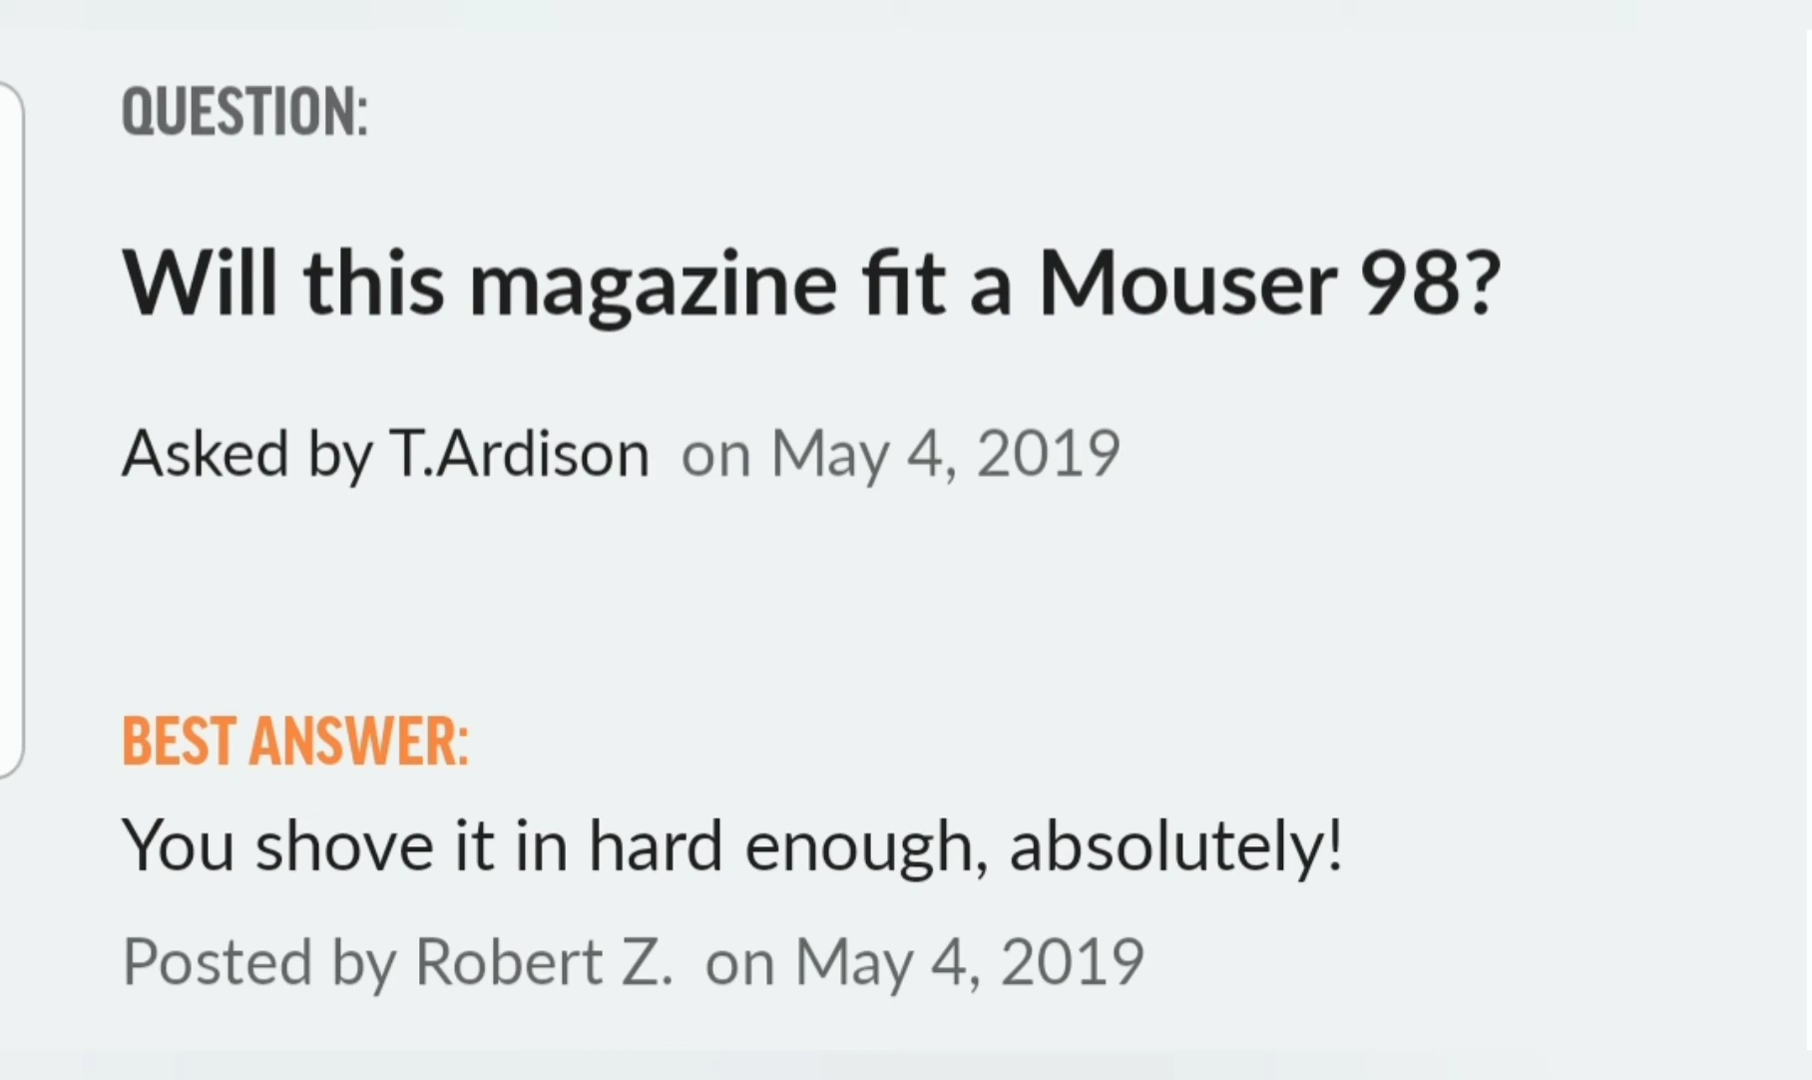 QUESTION:
Will this magazine fit a Mouser 98?
Asked by T.Ardison on May 4, 2019
BEST ANSWER:
You shove it in hard enough, absolutely!
Posted by Robert Z. on May 4, 2019